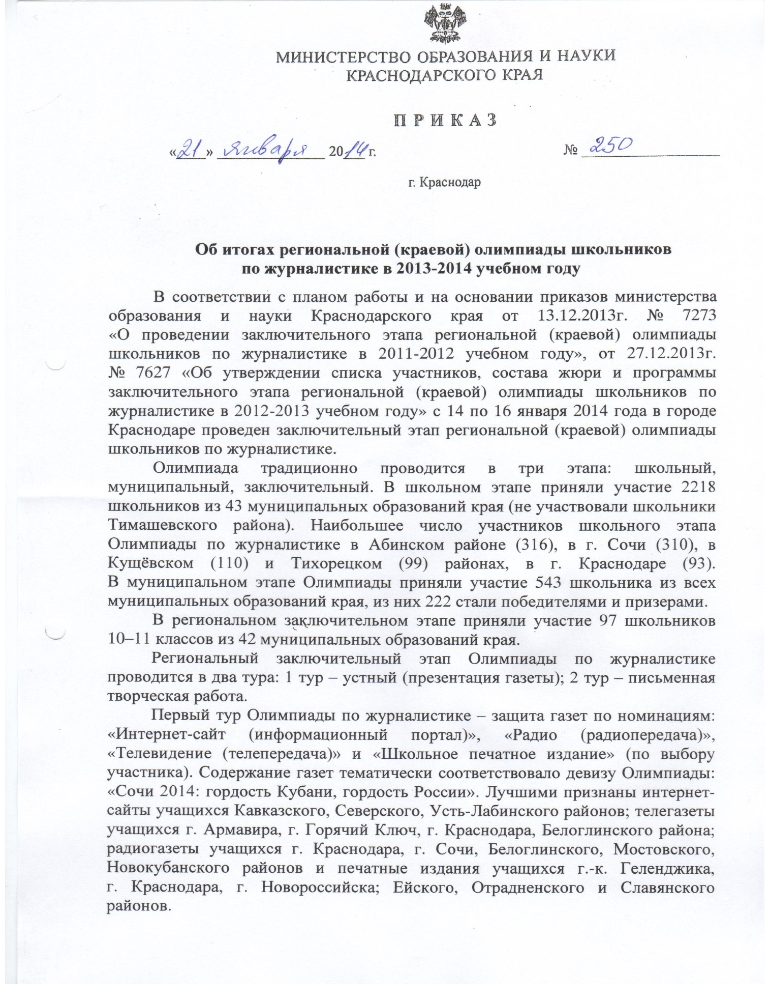 МИНИСТЕРСТВО ОБРАЗОВАНИЯ И НАУКИ
КРАСНОДАРСКОГО КРАЯ
ПРИКАЗ
«21» января 2014 г. № 250
г. Краснодар
Об итогах региональной (краевой) олимпиады школьников
по журналистике в 2013-2014 учебном году
В соответствии с планом работы и на основании приказов министерства
образования и науки Краснодарского края от 13.12.2013г. № 7273
«О проведении заключительного этапа региональной (краевой) олимпиады
школьников по журналистике в 2011-2012 учебном году», от 27.12.2013г.
№ 7627 «Об утверждении списка участников, состава жюри и программы
заключительного этапа региональной (краевой) олимпиады школьников по
журналистике в 2012-2013 учебном году» с 14 по 16 января 2014 года в городе
Краснодаре проведен заключительный этап региональной (краевой) олимпиады
школьников по журналистике.
Олимпиада традиционно проводится в три этапа: школьный,
муниципальный, заключительный. В школьном этапе приняли участие 2218
школьников из 43 муниципальных образований края (не участвовали школьники
Тимашевского района). Наибольшее число участников школьного этапа
Олимпиады по журналистике в Абинском районе (316), в г. Сочи (310), в
Кущёвском (110) и Тихорецком (99) районах, в г. Краснодаре (93).
В муниципальном этапе Олимпиады приняли участие 543 школьника из всех
муниципальных образований края, из них 222 стали победителями и призерами.
В региональном заключительном этапе приняли участие 97 школьников
10–11 классов из 42 муниципальных образований края.
Региональный заключительный этап Олимпиады по журналистике
проводится в два тура: 1 тур – устный (презентация газеты); 2 тур – письменная
творческая работа.
Первый тур Олимпиады по журналистике – защита газет по номинациям:
«Интернет-сайт (информационный портал)», «Радио (радиопередача)»,
«Телевидение (телепередача)» и «Школьное печатное издание» (по выбору
участника). Содержание газет тематически соответствовало девизу Олимпиады:
«Сочи 2014: гордость Кубани, гордость России». Лучшими признаны интернет-
сайты учащихся Кавказского, Северского, Усть-Лабинского районов; телегазеты
учащихся г. Армавира, г. Горячий Ключ, г. Краснодара, Белоглинского района;
радиогазеты учащихся г. Краснодара, г. Сочи, Белоглинского, Мостовского,
Новокубанского районов и печатные издания учащихся г.-к. Геленджика,
г. Краснодара, г. Новороссийска; Ейского, Отрадненского и Славянского
районов.